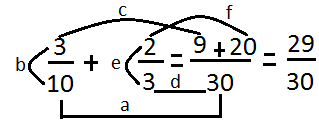 c f
3 2 9 + 20 29
b — + e — = — = —
10 3 d 30 30
a